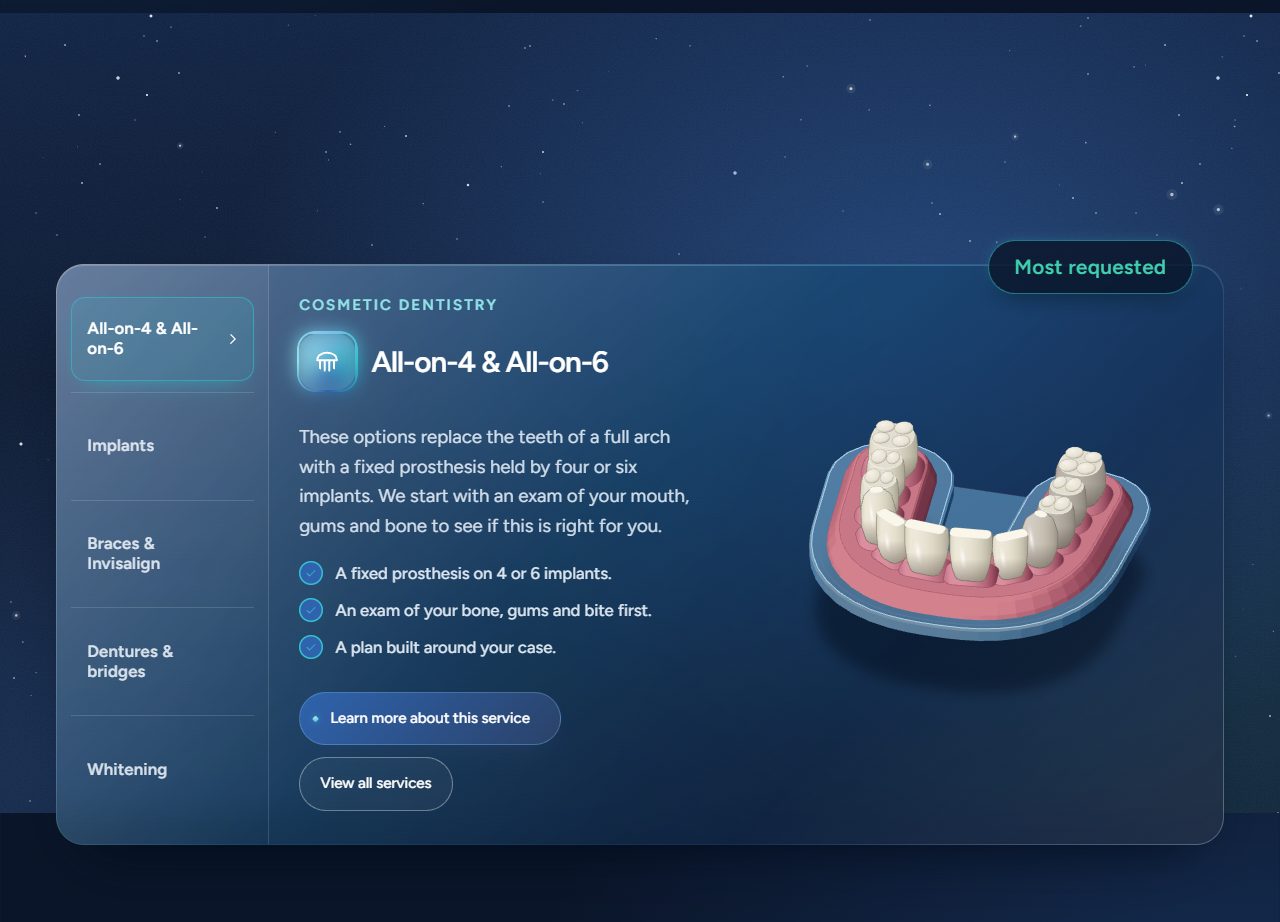 Most requested
All-on-4 & All-
on-6
Implants
Braces &
Invisalign
Dentures &
bridges
Whitening
COSMETIC DENTISTRY
All-on-4 & All-on-6
These options replace the teeth of a full arch
with a fixed prosthesis held by four or six
implants. We start with an exam of your mouth,
gums and bone to see if this is right for you.
A fixed prosthesis on 4 or 6 implants.
An exam of your bone, gums and bite first.
A plan built around your case.
Learn more about this service
View all services